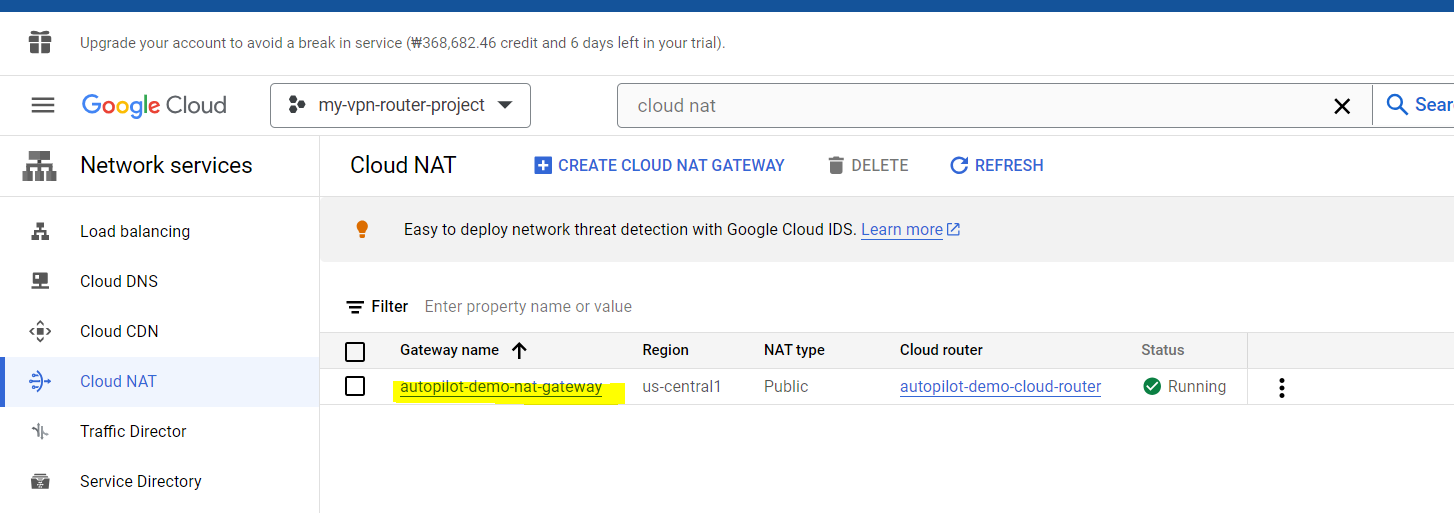 Upgrade your account to avoid a break in service (₩368,682.46 credit and 6 days left in your trial).
Google Cloud
my-vpn-router-project
cloud nat
Sear
Network services
Cloud NAT
CREATE CLOUD NAT GATEWAY
DELETE
REFRESH
Load balancing
Cloud DNS
Cloud CDN
Cloud NAT
Traffic Director
Service Directory
Easy to deploy network threat detection with Google Cloud IDS. Learn more
Filter Enter property name or value
Gateway name Region NAT type Cloud router Status
autopilot-demo-nat-gateway us-central1 Public autopilot-demo-cloud-router Running